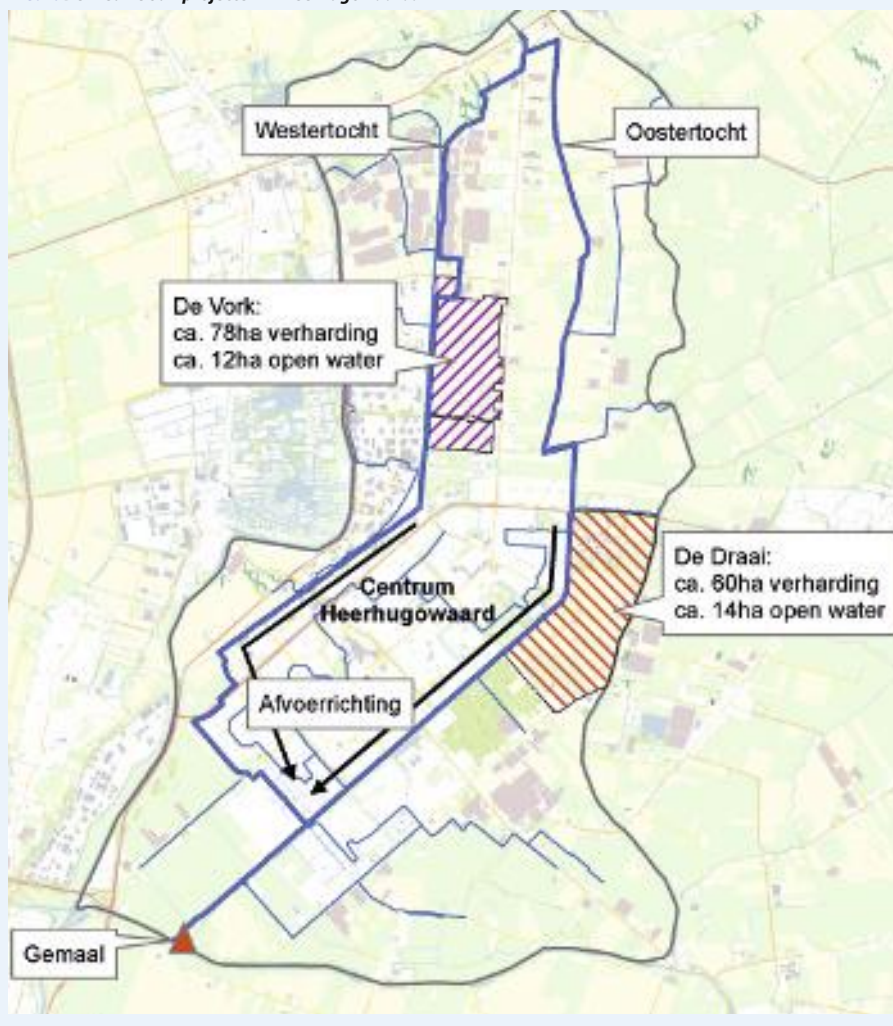 Westertocht
Oostertocht
De Vork:
ca. 78ha verharding
ca. 12ha open water
De Draai:
ca. 60ha verharding
ca. 14ha open water
Centrum
Heerhugowaard
Afvoerrichting
Gemaal